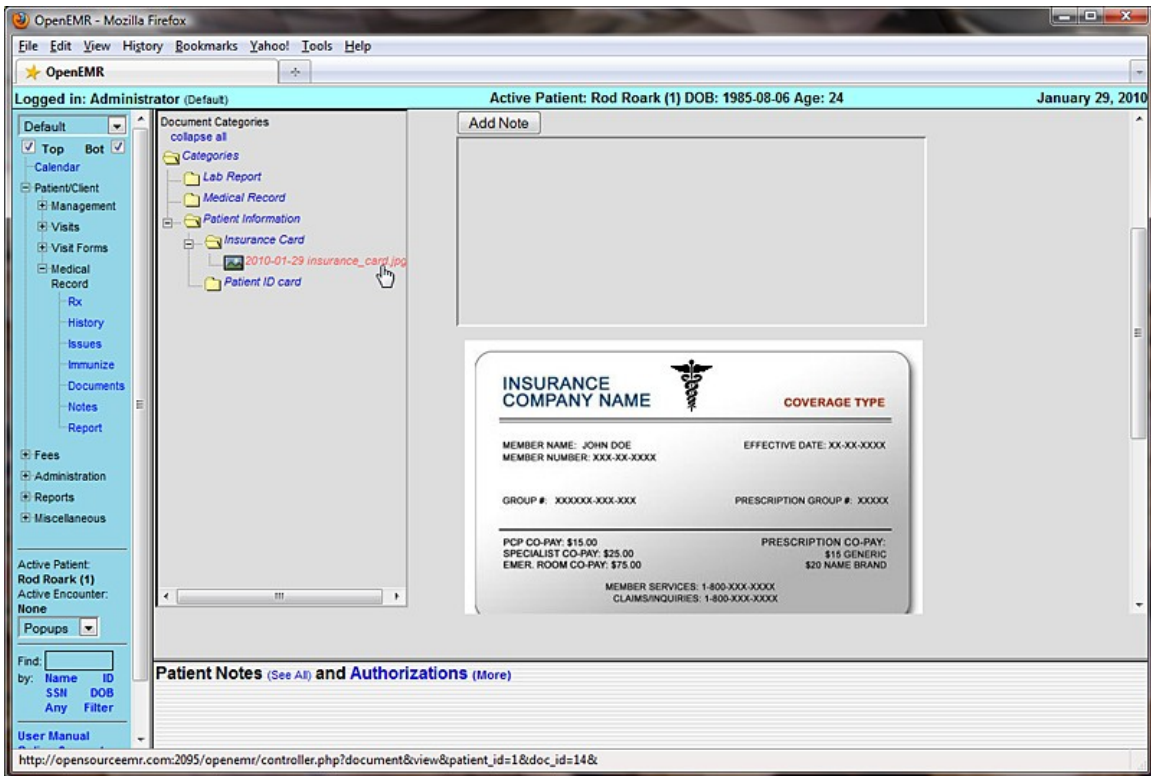 OpenEMR - Mozilla Firefox
File Edit View History Bookmarks Yahoo! Tools Help
OpenEMR
Logged in: Administrator (Default) Active Patient: Rod Roark (1) DOB: 1985-08-06 Age: 24 January 29, 2010
Default
Top Bot
Calendar
Patient/Client
Management
Visits
Visit Forms
Medical
Record
Rx
History
Issues
Immunize
Documents
Notes
Report
Fees
Administration
Reports
Miscellaneous
Active Patient:
Rod Roark (1)
Active Encounter:
None
Popups
Find:
by: Name ID
SSN DOB
Any Filter
User Manual
Document Categories
collapse all
Categories
Lab Report
Medical Record
Patient Information
Insurance Card
2010-01-29 insurance_card.jpg
Patient ID card
Add Note
INSURANCE
COMPANY NAME
COVERAGE TYPE
MEMBER NAME: JOHN DOE EFFECTIVE DATE: XX-XX-XXXX
MEMBER NUMBER: XXX-XX-XXXX
GROUP #: XXXXXX-XXX-XXX PRESCRIPTION GROUP #: XXXXX
PCP CO-PAY: $15.00 PRESCRIPTION CO-PAY:
SPECIALIST CO-PAY: $25.00 $15 GENERIC
EMER. ROOM CO-PAY: $75.00 $20 NAME BRAND
MEMBER SERVICES: 1-800-XXX-XXXX
CLAIMS/INQUIRIES: 1-800-XXX-XXXX
Patient Notes (See All) and Authorizations (More)
http://opensourceemr.com:2095/openemr/controller.php?document&view&patient_id=1&doc_id=14&